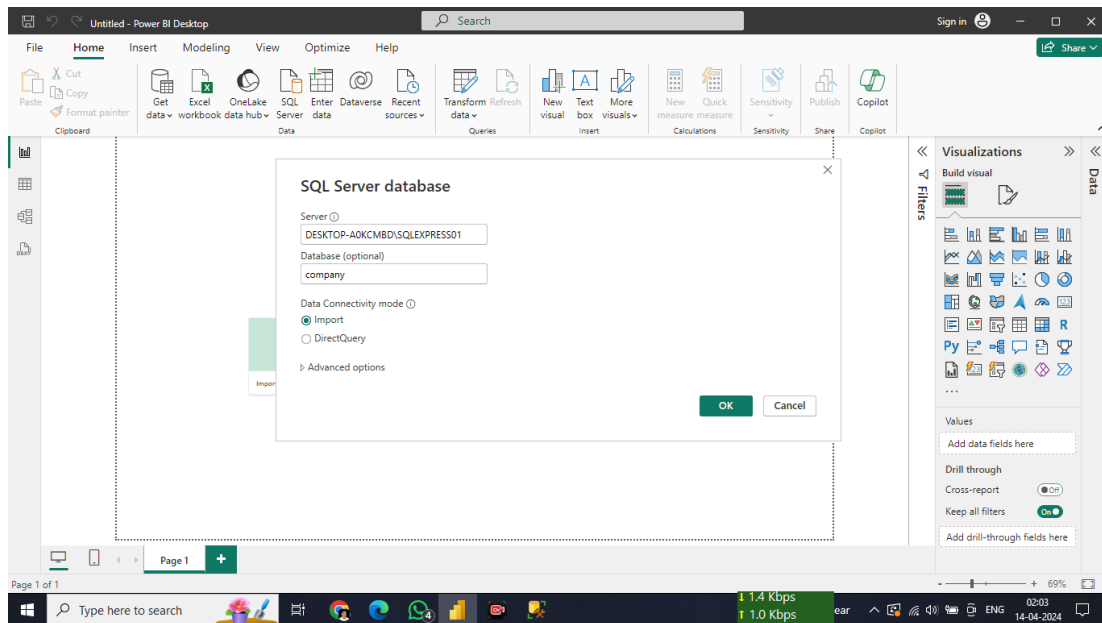 Untitled - Power BI Desktop
Search
Sign in
File Home Insert Modeling View Optimize Help
Share
Paste
Cut
Copy
Format painter
Clipboard
Get data
Excel workbook
OneLake data hub
SQL Server
Enter data
Dataverse
Recent sources
Data
Transform data
Refresh
Queries
New visual
Text box
More visuals
Insert
New measure
Quick measure
Calculations
Sensitivity
Sensitivity
Publish
Share
Copilot
Copilot
SQL Server database
Server
DESKTOP-A0KCMBD\SQLEXPRESS01
Database (optional)
company
Data Connectivity mode
Import
DirectQuery
Advanced options
OK Cancel
Impor
Filters
Visualizations
Build visual
123
R
Py
...
Values
Add data fields here
Drill through
Cross-report
Off
Keep all filters
On
Add drill-through fields here
Data
Page 1
Page 1 of 1
- + 69%
Type here to search
4
↓ 1.4 Kbps
↑ 1.0 Kbps
ear
ENG
02:03
14-04-2024